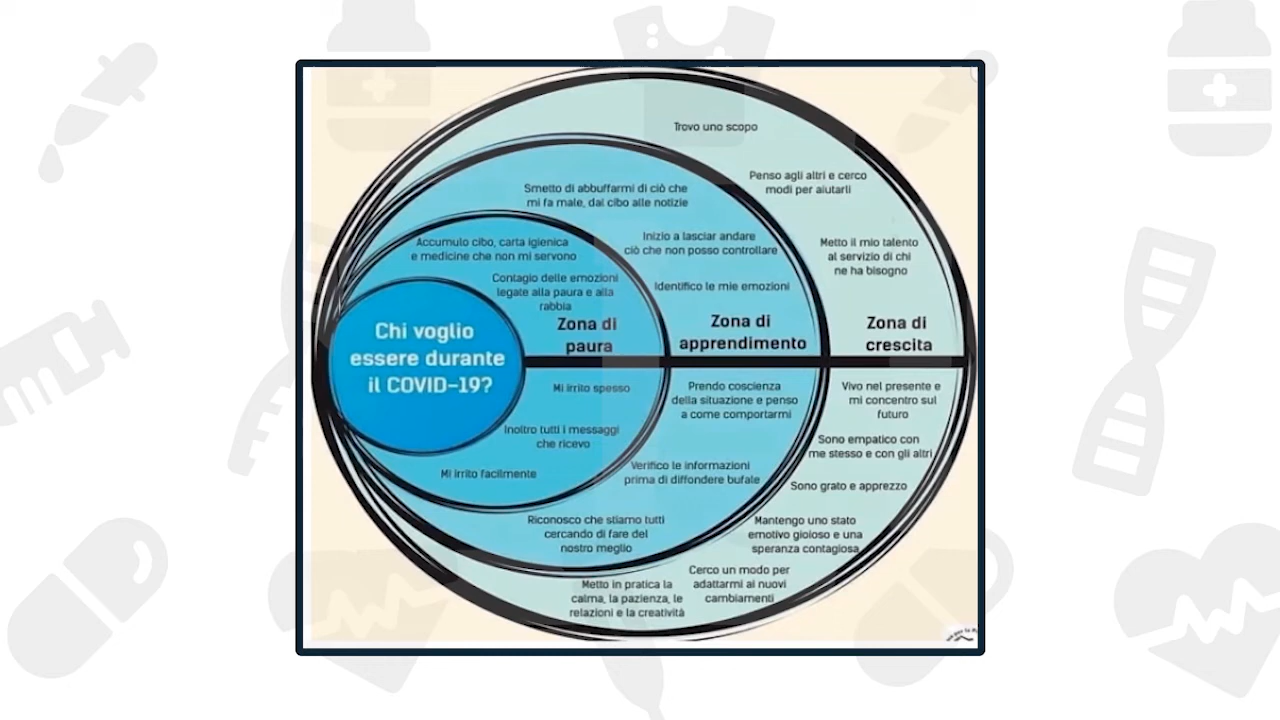 Trovo uno scopo
Penso agli altri e cerco
modi per aiutarli
Smetto di abbuffarmi di ciò che
mi fa male, dal cibo alle notizie
Inizio a lasciar andare
ciò che non posso controllare
Metto il mio talento
al servizio di chi
ne ha bisogno
Accumulo cibo, carta igienica
e medicine che non mi servono
Contagio delle emozioni
legate alla paura e alla
rabbia
Identifico le mie emozioni
Chi voglio
essere durante
il COVID-19?
Zona di
paura
Zona di
apprendimento
Zona di
crescita
Mi irrito spesso
Prendo coscienza
della situazione e penso
a come comportarmi
Vivo nel presente e
mi concentro sul
futuro
Inoltro tutti i messaggi
che ricevo
Sono empatico con
me stesso e con gli altri
Mi irrito facilmente
Verifico le informazioni
prima di diffondere bufale
Sono grato e apprezzo
Riconosco che stiamo tutti
cercando di fare del
nostro meglio
Mantengo uno stato
emotivo gioioso e una
speranza contagiosa
Metto in pratica la
calma, la pazienza, le
relazioni e la creatività
Cerco un modo per
adattarmi ai nuovi
cambiamenti